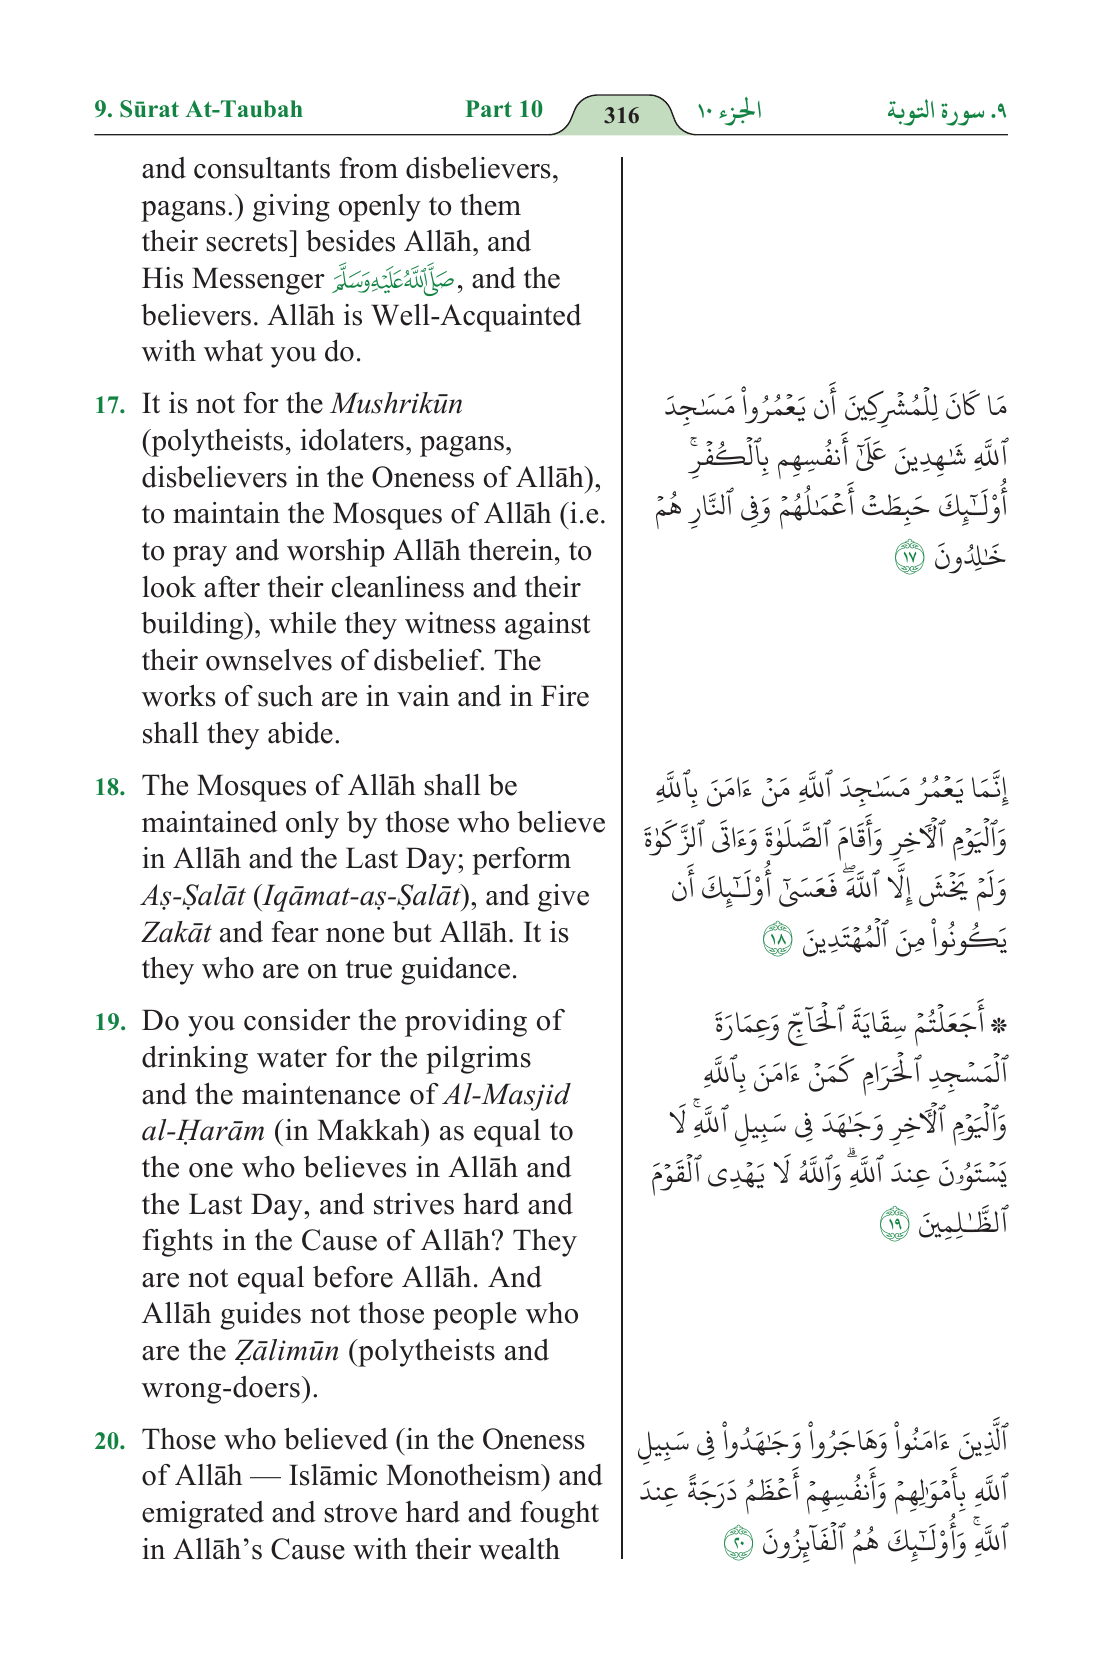 9. Sūrat At-Taubah
Part 10
316
الجزء ١٠
٩. سورة التوبة
and consultants from disbelievers,
pagans.) giving openly to them
their secrets] besides Allāh, and
His Messenger صَلَّى ٱللَّهُ عَلَيْهِ وَسَلَّمَ, and the
believers. Allāh is Well-Acquainted
with what you do.
17. It is not for the Mushrikūn
(polytheists, idolaters, pagans,
disbelievers in the Oneness of Allāh),
to maintain the Mosques of Allāh (i.e.
to pray and worship Allāh therein, to
look after their cleanliness and their
building), while they witness against
their ownselves of disbelief. The
works of such are in vain and in Fire
shall they abide.
18. The Mosques of Allāh shall be
maintained only by those who believe
in Allāh and the Last Day; perform
Aṣ-Ṣalāt (Iqāmat-aṣ-Ṣalāt), and give
Zakāt and fear none but Allāh. It is
they who are on true guidance.
19. Do you consider the providing of
drinking water for the pilgrims
and the maintenance of Al-Masjid
al-Ḥarām (in Makkah) as equal to
the one who believes in Allāh and
the Last Day, and strives hard and
fights in the Cause of Allāh? They
are not equal before Allāh. And
Allāh guides not those people who
are the Ẓālimūn (polytheists and
wrong-doers).
20. Those who believed (in the Oneness
of Allāh — Islāmic Monotheism) and
emigrated and strove hard and fought
in Allāh’s Cause with their wealth
مَا كَانَ لِلْمُشْرِكِينَ أَن يَعْمُرُوا۟ مَسَـٰجِدَ
ٱللَّهِ شَـٰهِدِينَ عَلَىٰٓ أَنفُسِهِم بِٱلْكُفْرِ ۚ
أُو۟لَـٰٓئِكَ حَبِطَتْ أَعْمَـٰلُهُمْ وَفِى ٱلنَّارِ هُمْ
خَـٰلِدُونَ ١٧
إِنَّمَا يَعْمُرُ مَسَـٰجِدَ ٱللَّهِ مَنْ ءَامَنَ بِٱللَّهِ
وَٱلْيَوْمِ ٱلْـَٔاخِرِ وَأَقَامَ ٱلصَّلَوٰةَ وَءَاتَى ٱلزَّكَوٰةَ
وَلَمْ يَخْشَ إِلَّا ٱللَّهَ ۖ فَعَسَىٰٓ أُو۟لَـٰٓئِكَ أَن
يَكُونُوا۟ مِنَ ٱلْمُهْتَدِينَ ١٨
۞ أَجَعَلْتُمْ سِقَايَةَ ٱلْحَآجِّ وَعِمَارَةَ
ٱلْمَسْجِدِ ٱلْحَرَامِ كَمَنْ ءَامَنَ بِٱللَّهِ
وَٱلْيَوْمِ ٱلْـَٔاخِرِ وَجَـٰهَدَ فِى سَبِيلِ ٱللَّهِ ۚ لَا
يَسْتَوُۥنَ عِندَ ٱللَّهِ ۗ وَٱللَّهُ لَا يَهْدِى ٱلْقَوْمَ
ٱلظَّـٰلِمِينَ ١٩
ٱلَّذِينَ ءَامَنُوا۟ وَهَاجَرُوا۟ وَجَـٰهَدُوا۟ فِى سَبِيلِ
ٱللَّهِ بِأَمْوَٰلِهِمْ وَأَنفُسِهِمْ أَعْظَمُ دَرَجَةً عِندَ
ٱللَّهِ ۚ وَأُو۟لَـٰٓئِكَ هُمُ ٱلْفَآئِزُونَ ٢٠